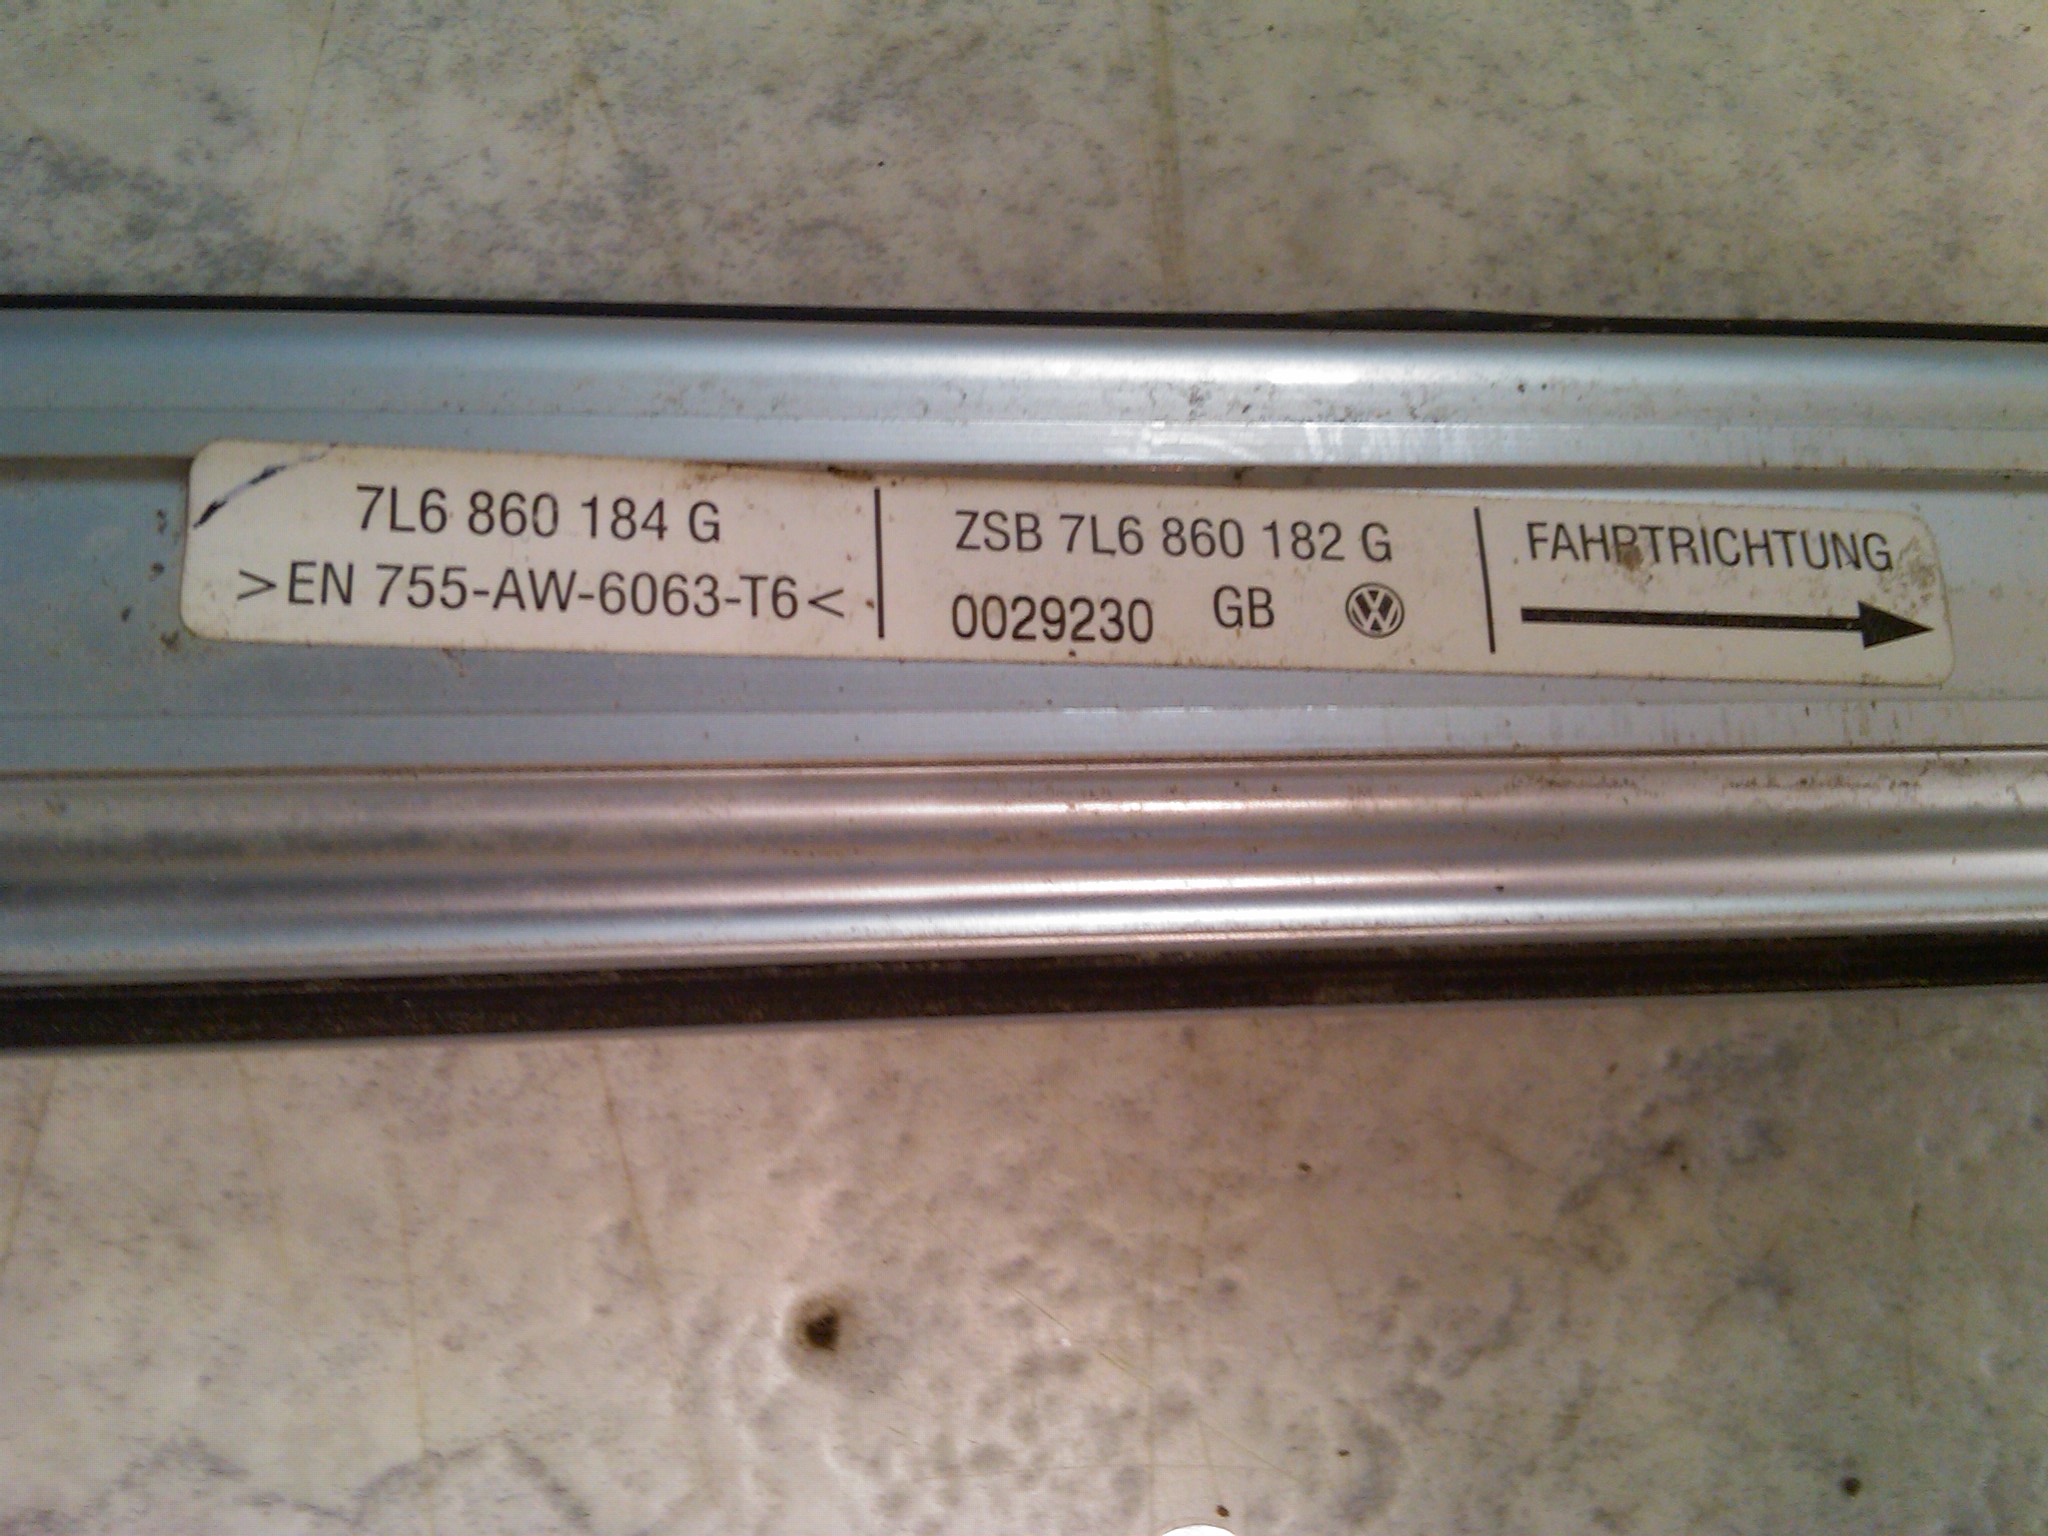 7L6 860 184 G
>EN 755-AW-6063-T6<
ZSB 7L6 860 182 G
0029230 GB
FAHRTRICHTUNG